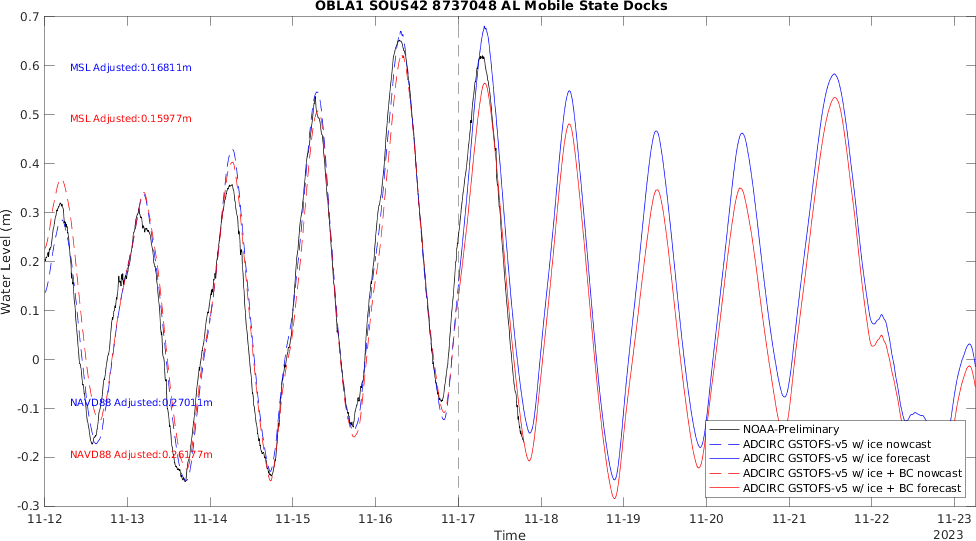 OBLA1 SOUS42 8737048 AL Mobile State Docks
0.7
0.6
0.5
0.4
0.3
0.2
0.1
0
-0.1
-0.2
-0.3
Water Level (m)
MSL Adjusted:0.16811m
MSL Adjusted:0.15977m
NAVD88 Adjusted:0.27011m
NAVD88 Adjusted:0.26177m
NOAA-Preliminary
ADCIRC GSTOFS-v5 w/ ice nowcast
ADCIRC GSTOFS-v5 w/ ice forecast
ADCIRC GSTOFS-v5 w/ ice + BC nowcast
ADCIRC GSTOFS-v5 w/ ice + BC forecast
11-12 11-13 11-14 11-15 11-16 11-17 11-18 11-19 11-20 11-21 11-22 11-23
Time
2023